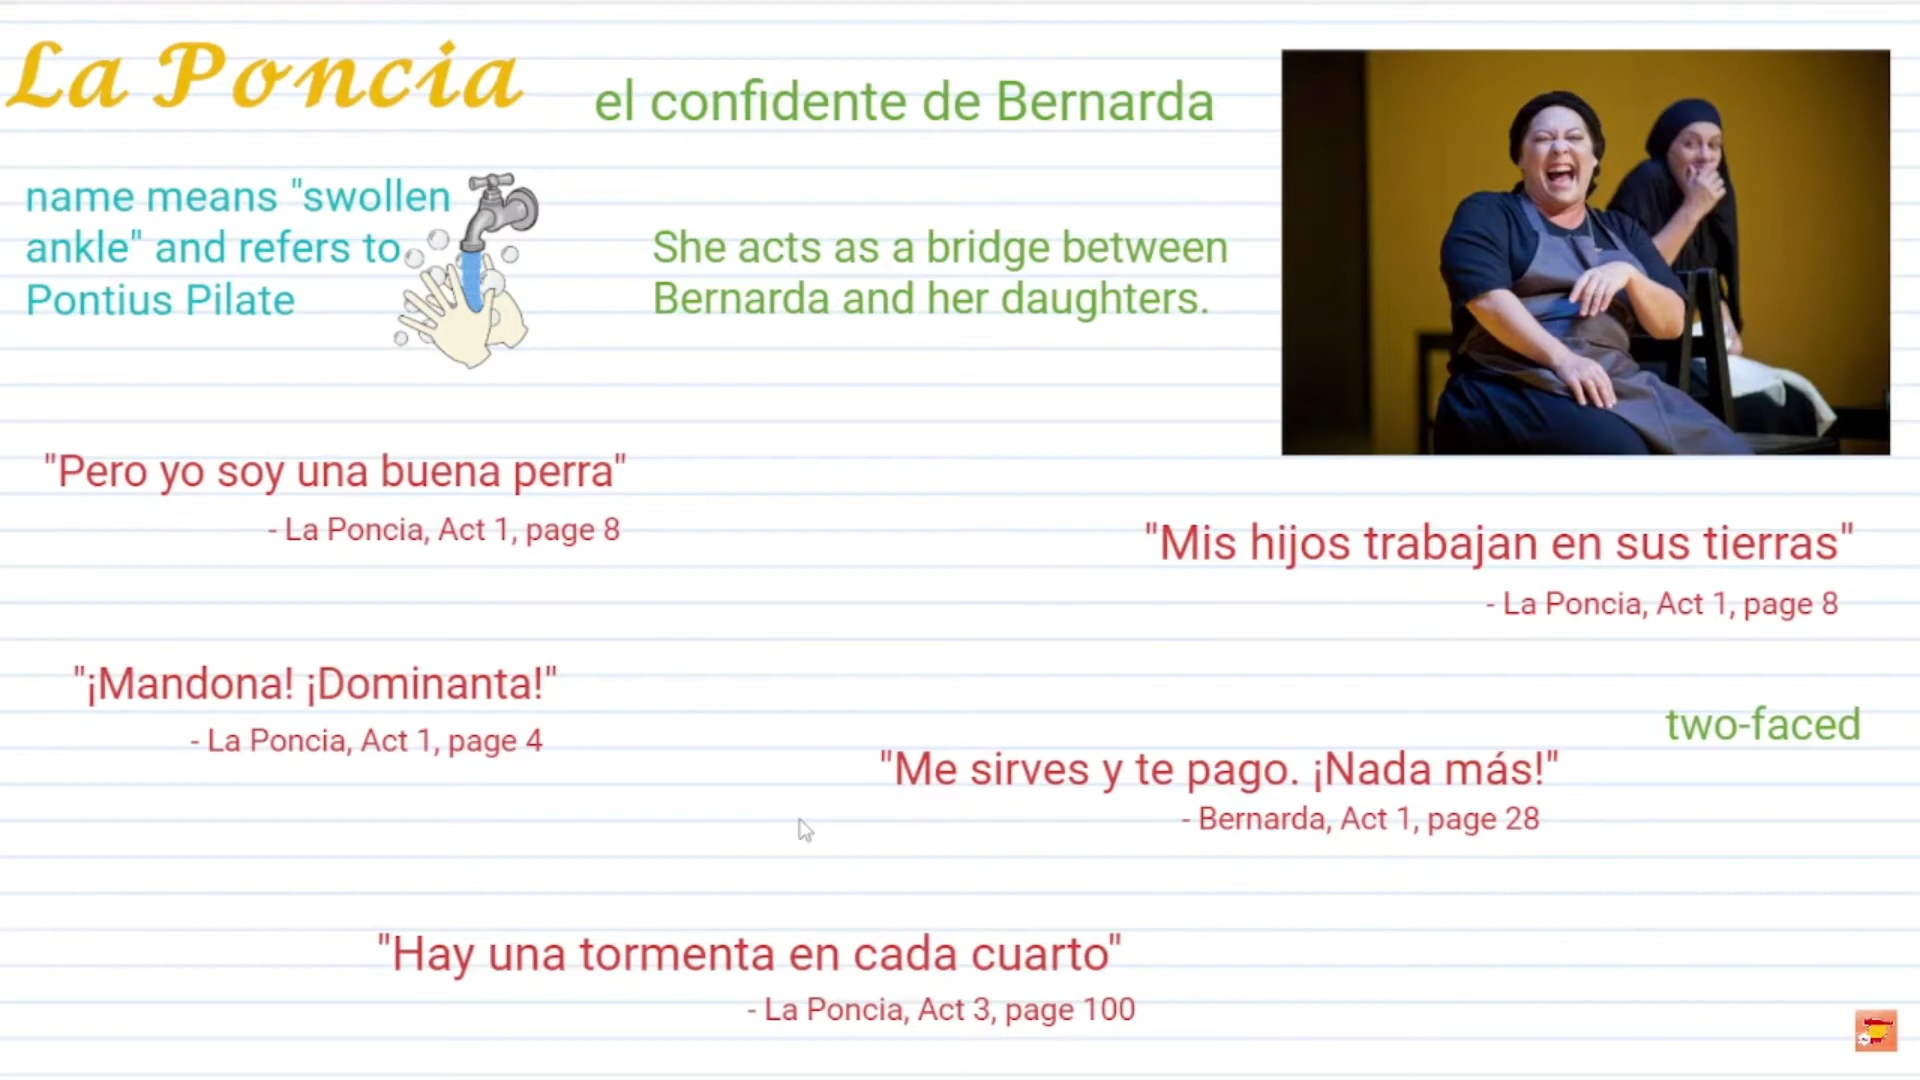 La Poncia
el confidente de Bernarda
name means "swollen
ankle" and refers to
Pontius Pilate
She acts as a bridge between
Bernarda and her daughters.
"Pero yo soy una buena perra"
- La Poncia, Act 1, page 8
"Mis hijos trabajan en sus tierras"
- La Poncia, Act 1, page 8
"¡Mandona! ¡Dominanta!"
- La Poncia, Act 1, page 4
two-faced
"Me sirves y te pago. ¡Nada más!"
- Bernarda, Act 1, page 28
"Hay una tormenta en cada cuarto"
- La Poncia, Act 3, page 100